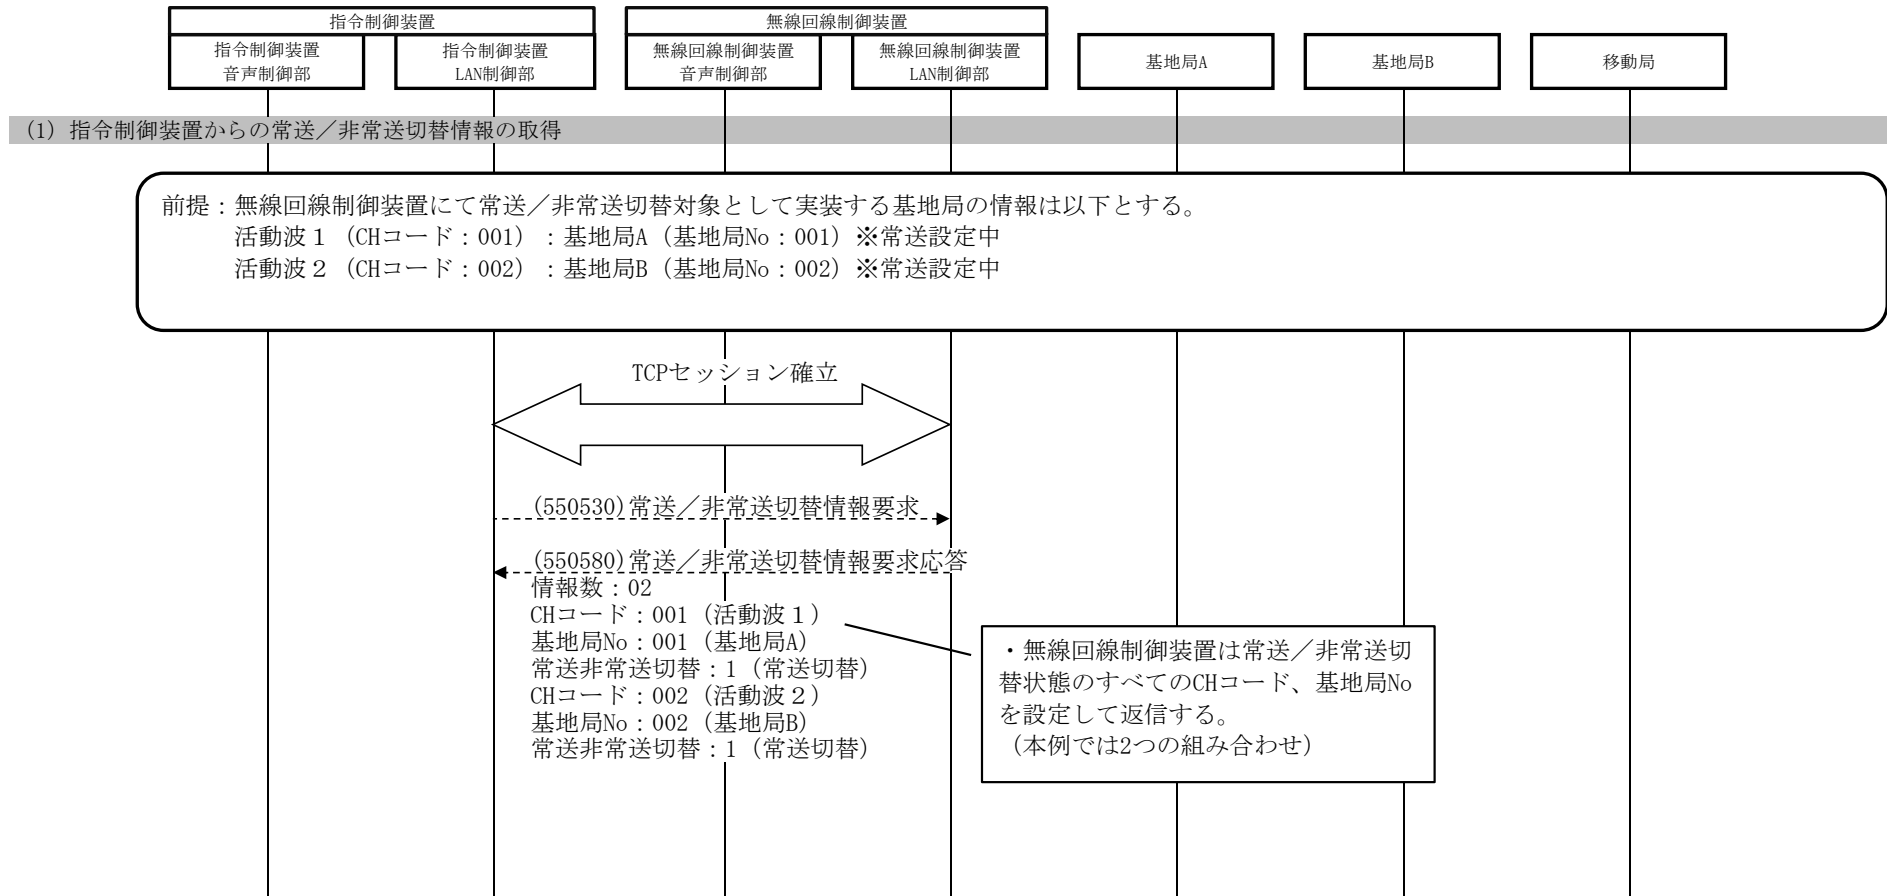 指令制御装置
無線回線制御装置
指令制御装置
音声制御部
指令制御装置
LAN制御部
無線回線制御装置
音声制御部
無線回線制御装置
LAN制御部
基地局A
基地局B
移動局
(1) 指令制御装置からの常送／非常送切替情報の取得
前提：無線回線制御装置にて常送／非常送切替対象として実装する基地局の情報は以下とする。
活動波１（CHコード：001）：基地局A（基地局No：001）※常送設定中
活動波２（CHコード：002）：基地局B（基地局No：002）※常送設定中
TCPセッション確立
(550530)常送／非常送切替情報要求
(550580)常送／非常送切替情報要求応答
情報数：02
CHコード：001（活動波１）
基地局No：001（基地局A）
常送非常送切替：1（常送切替）
CHコード：002（活動波２）
基地局No：002（基地局B）
常送非常送切替：1（常送切替）
・無線回線制御装置は常送／非常送切
替状態のすべてのCHコード、基地局No
を設定して返信する。
（本例では2つの組み合わせ）